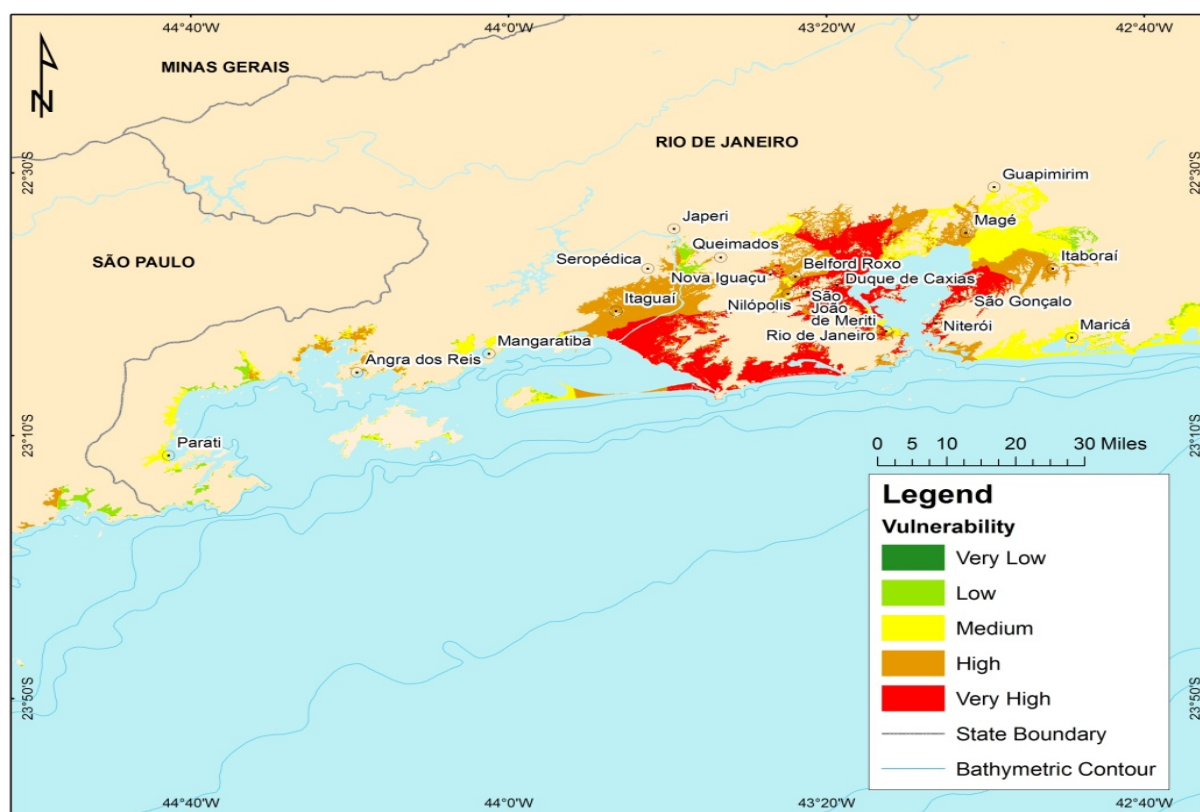 44°40'W
44°0'W
43°20'W
42°40'W
MINAS GERAIS
N
RIO DE JANEIRO
22°30'S
22°30'S
Guapimirim
Japeri
Magé
Queimados
SÃO PAULO
Seropédica
Belford Roxo
Itaboraí
Nova Iguaçu
Duque de Caxias
Itaguaí
Nilópolis
São
João
de Meriti
São Gonçalo
Rio de Janeiro
Niterói
Maricá
Mangaratiba
Angra dos Reis
Parati
23°10'S
23°10'S
0 5 10 20 30 Miles
Legend
Vulnerability
Very Low
Low
Medium
High
Very High
State Boundary
Bathymetric Contour
23°50'S
23°50'S
44°40'W
44°0'W
43°20'W
42°40'W